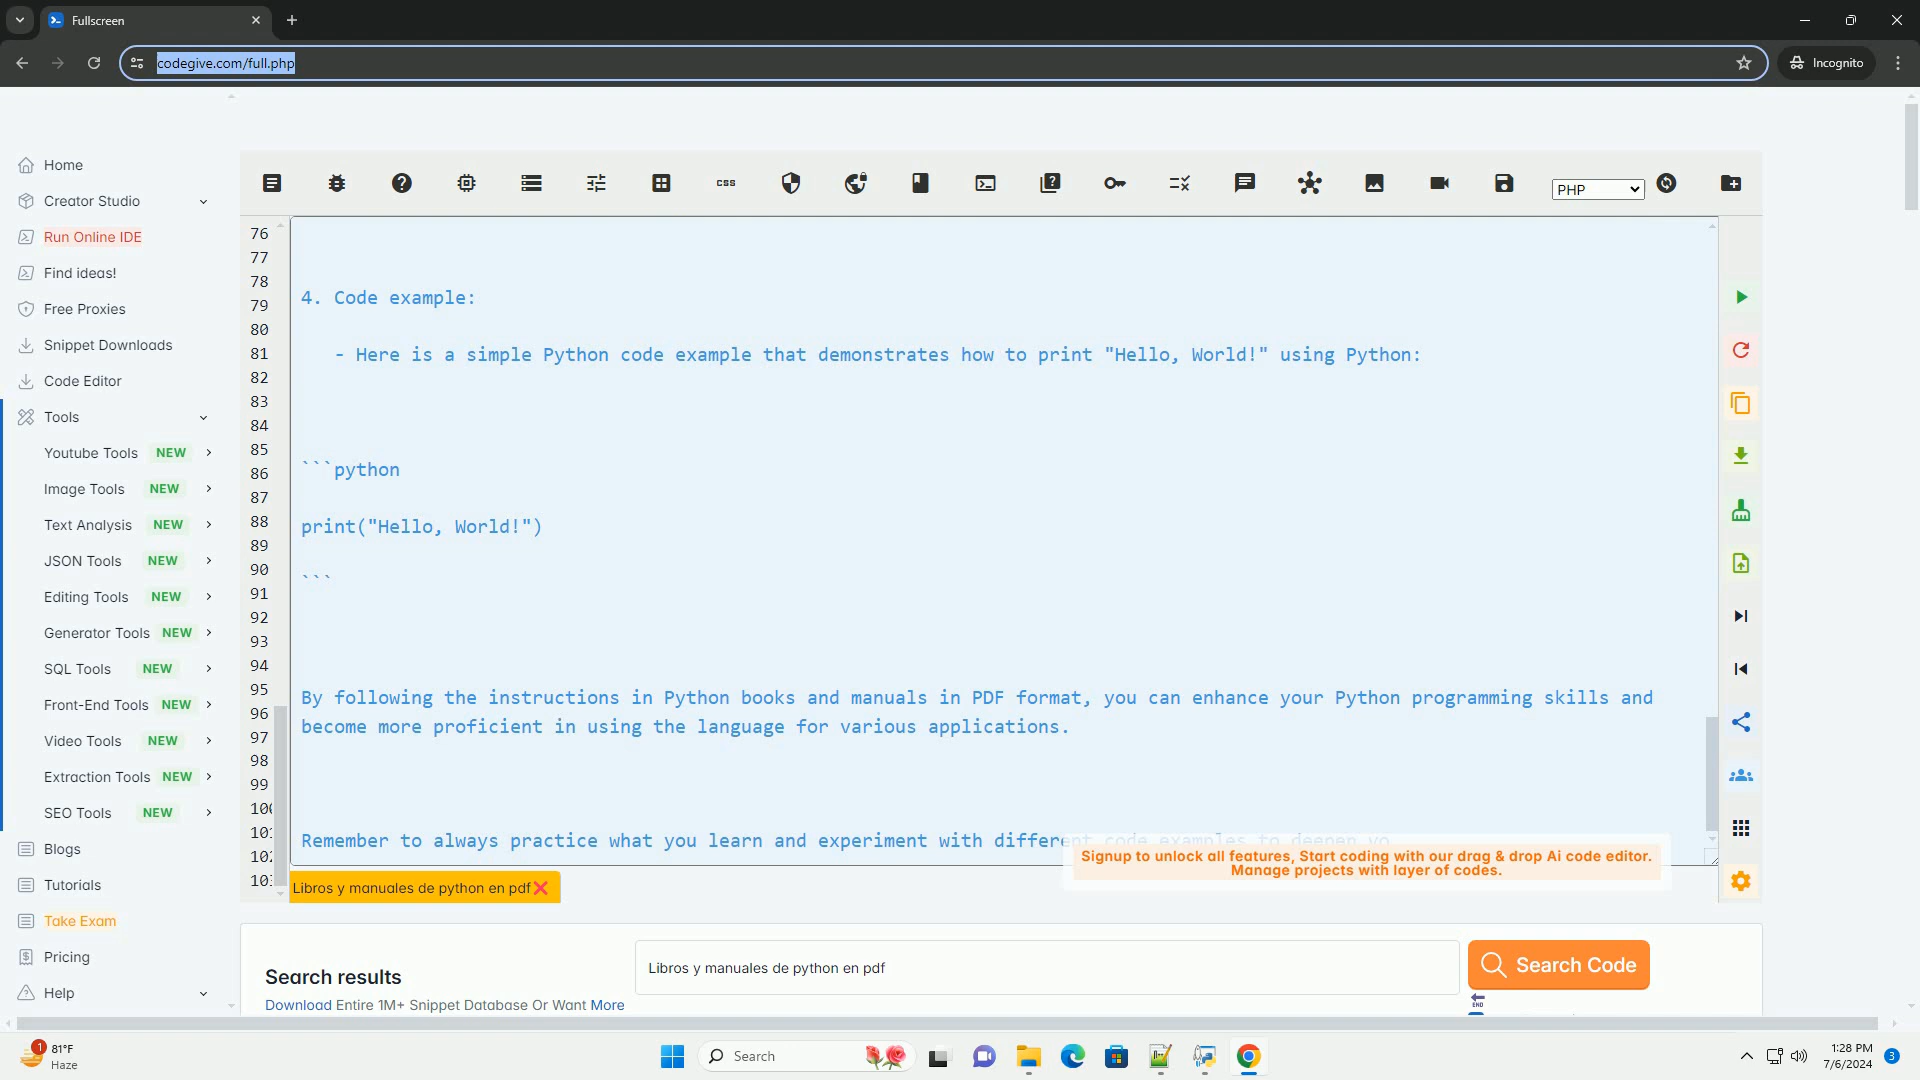 Fullscreen
codegive.com/full.php
Incognito
Home
Creator Studio
Run Online IDE
Find ideas!
Free Proxies
Snippet Downloads
Code Editor
Tools
Youtube Tools NEW
Image Tools NEW
Text Analysis NEW
JSON Tools NEW
Editing Tools NEW
Generator Tools NEW
SQL Tools NEW
Front-End Tools NEW
Video Tools NEW
Extraction Tools NEW
SEO Tools NEW
Blogs
Tutorials
Take Exam
Pricing
Help
css
PHP
76
77
78
79
80
81
82
83
84
85
86
87
88
89
90
91
92
93
94
95
96
97
98
99
4. Code example:
- Here is a simple Python code example that demonstrates how to print "Hello, World!" using Python:
```python
print("Hello, World!")
```
By following the instructions in Python books and manuals in PDF format, you can enhance your Python programming skills and
become more proficient in using the language for various applications.
Remember to always practice what you learn and experiment with different code examples to deepen yo
Signup to unlock all features, Start coding with our drag & drop Ai code editor.
Manage projects with layer of codes.
Libros y manuales de python en pdf
Search results
Download Entire 1M+ Snippet Database Or Want More
Libros y manuales de python en pdf
Search Code
END
1
81°F
Haze
Search
1:28 PM
7/6/2024
3